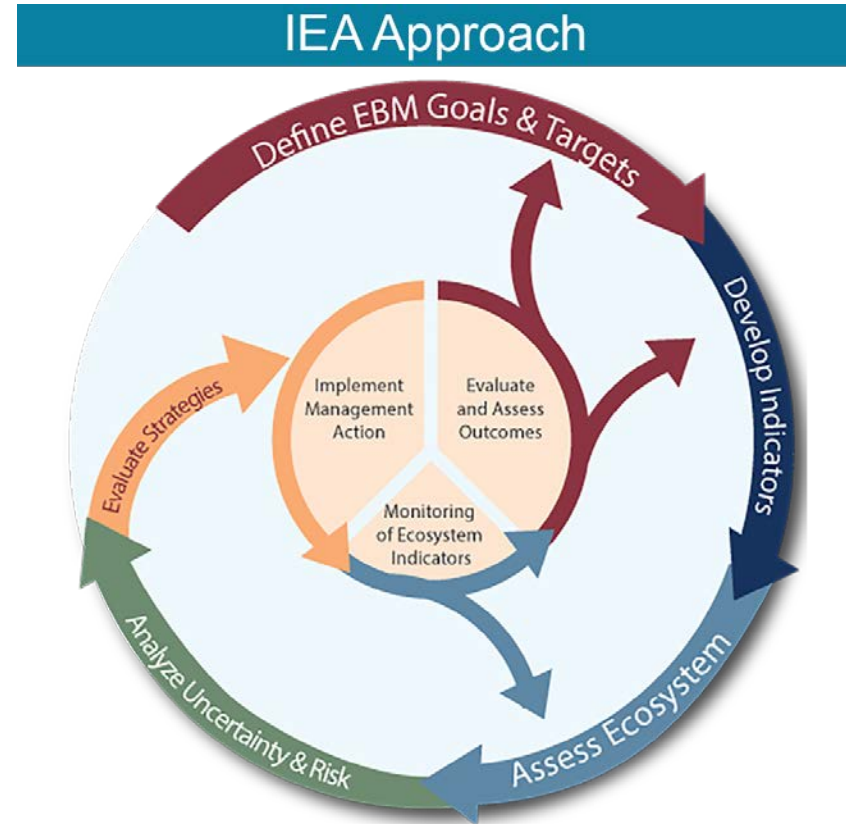 IEA Approach
Define EBM Goals & Targets
Develop Indicators
Assess Ecosystem
Analyze Uncertainty & Risk
Evaluate Strategies
Implement
Management
Action
Evaluate
and Assess
Outcomes
Monitoring
of Ecosystem
Indicators